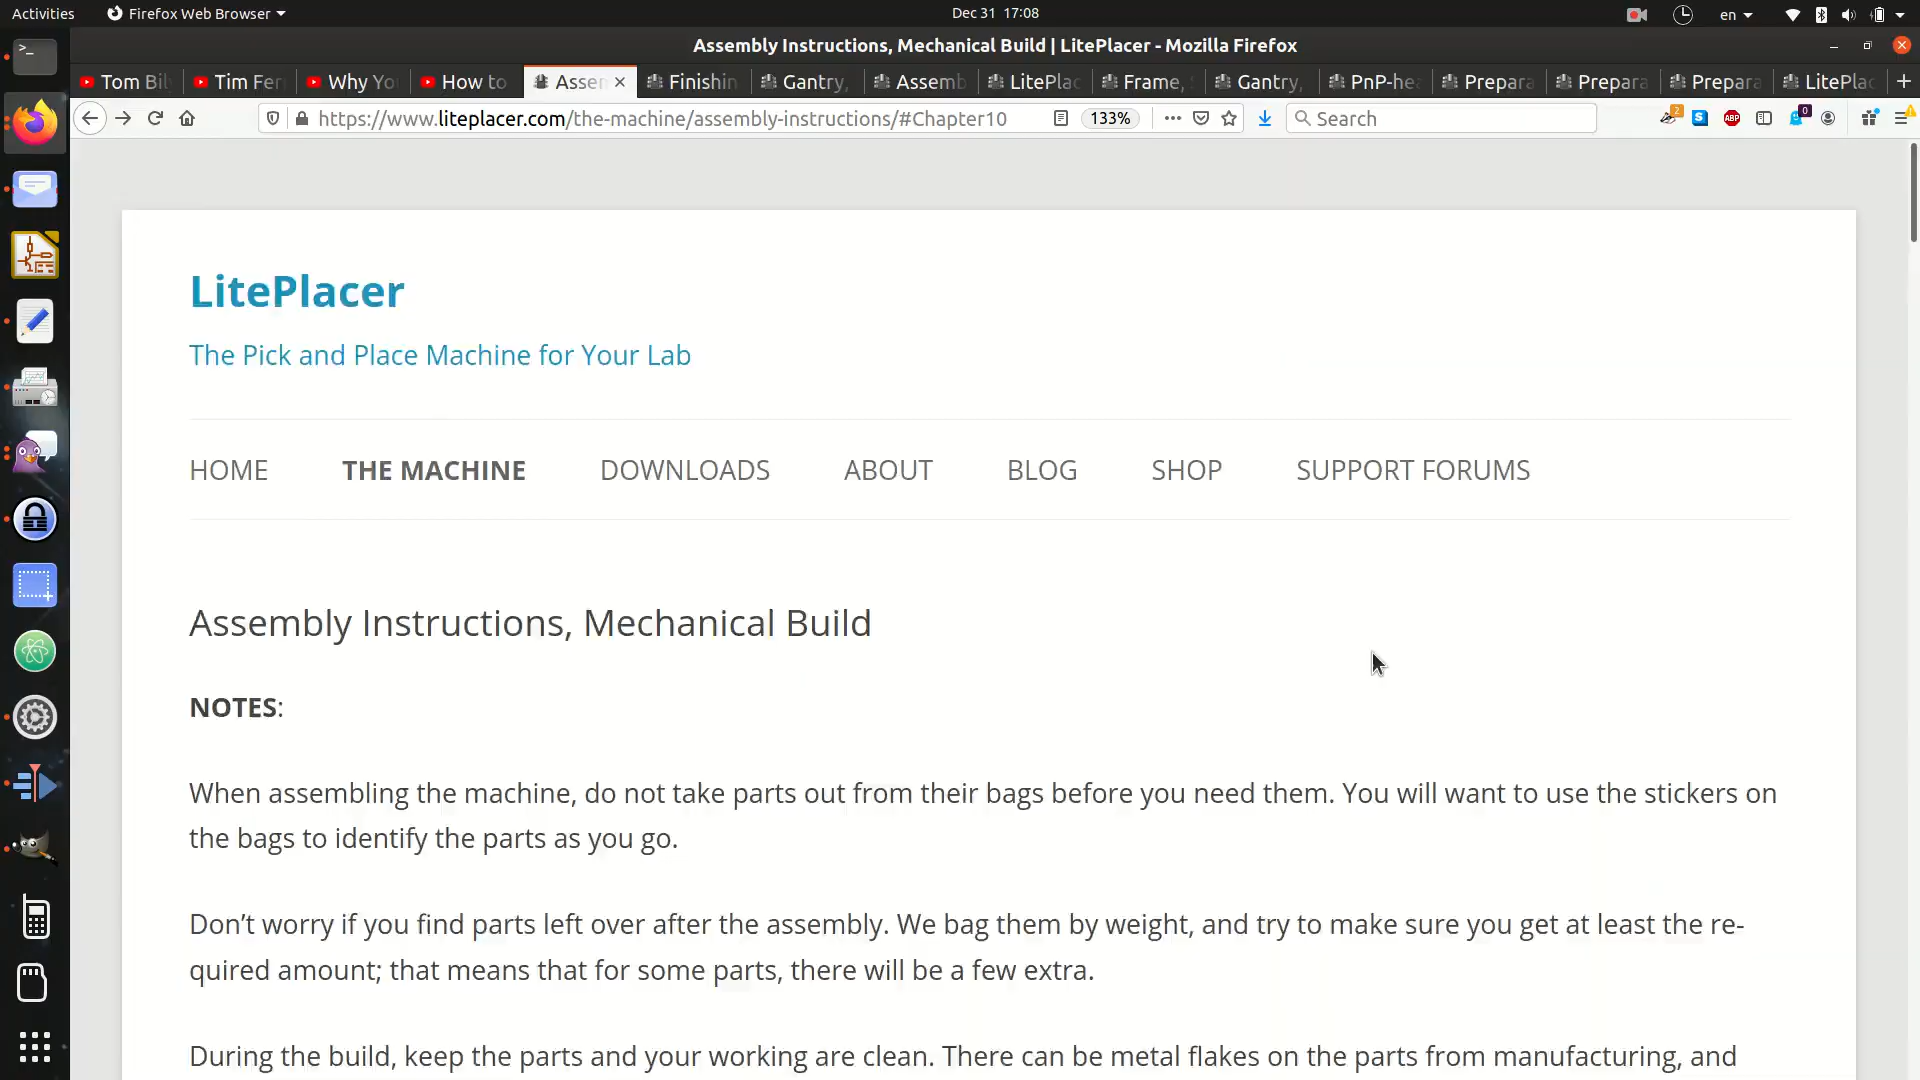 Activities
Firefox Web Browser
Dec 31 17:08
en
Assembly Instructions, Mechanical Build | LitePlacer - Mozilla Firefox
Tom Bil
Tim Fer
Why Yo
How to
Assem
Finishin
Gantry,
Assemb
LitePlac
Frame,
Gantry,
PnP-he
Prepara
Prepara
Prepara
LitePlac
https://www.liteplacer.com/the-machine/assembly-instructions/#Chapter10
133%
Search
2
S
ABP
0
LitePlacer
The Pick and Place Machine for Your Lab
HOME
THE MACHINE
DOWNLOADS
ABOUT
BLOG
SHOP
SUPPORT FORUMS
Assembly Instructions, Mechanical Build
NOTES:
When assembling the machine, do not take parts out from their bags before you need them. You will want to use the stickers on
the bags to identify the parts as you go.
Don’t worry if you find parts left over after the assembly. We bag them by weight, and try to make sure you get at least the re-
quired amount; that means that for some parts, there will be a few extra.
During the build, keep the parts and your working are clean. There can be metal flakes on the parts from manufacturing, and